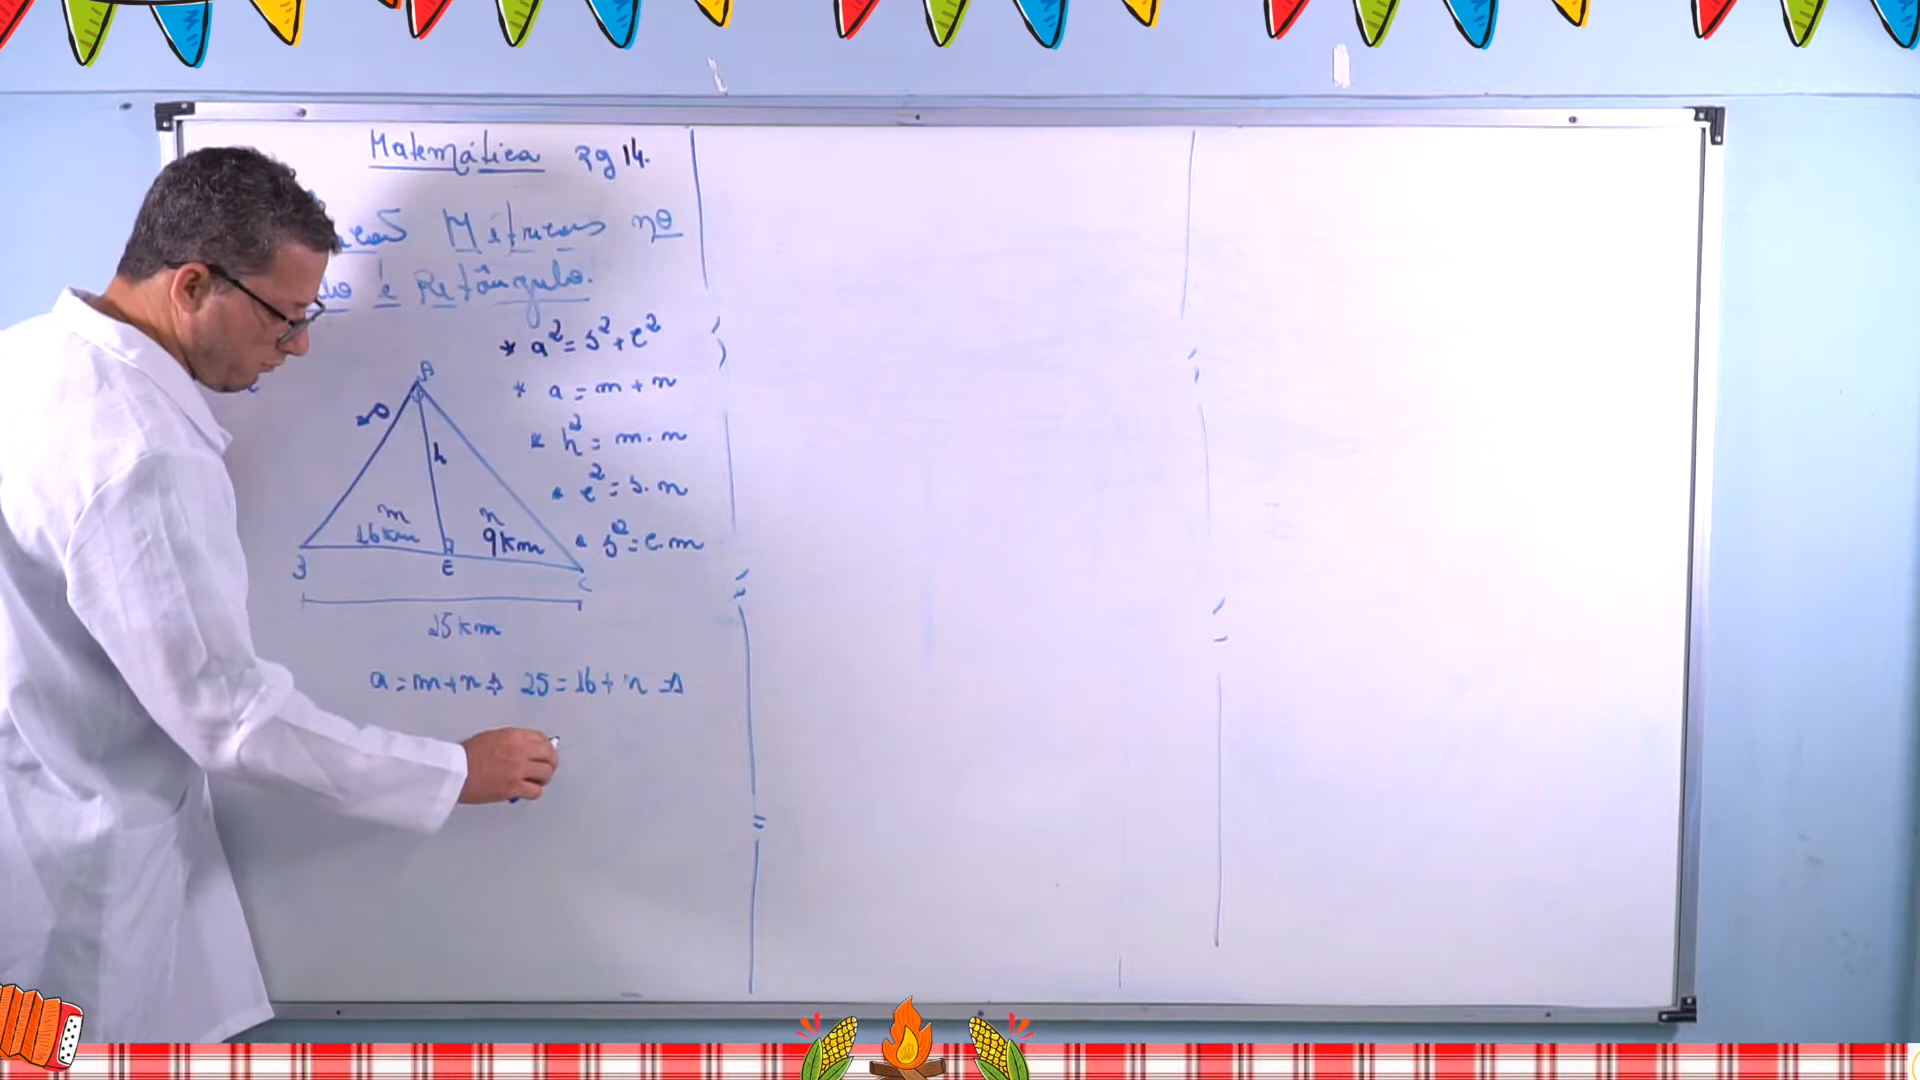 Matemática pg 14.
Métricas no
é Retângulo.
* a² = b² + c²
* a = m + n
* h² = m . n
* c² = b . n
* b² = c . m
A
20
h
m
n
16 km
9 km
B
E
C
25 km
a = m + n ⇒ 25 = 16 + n ⇒